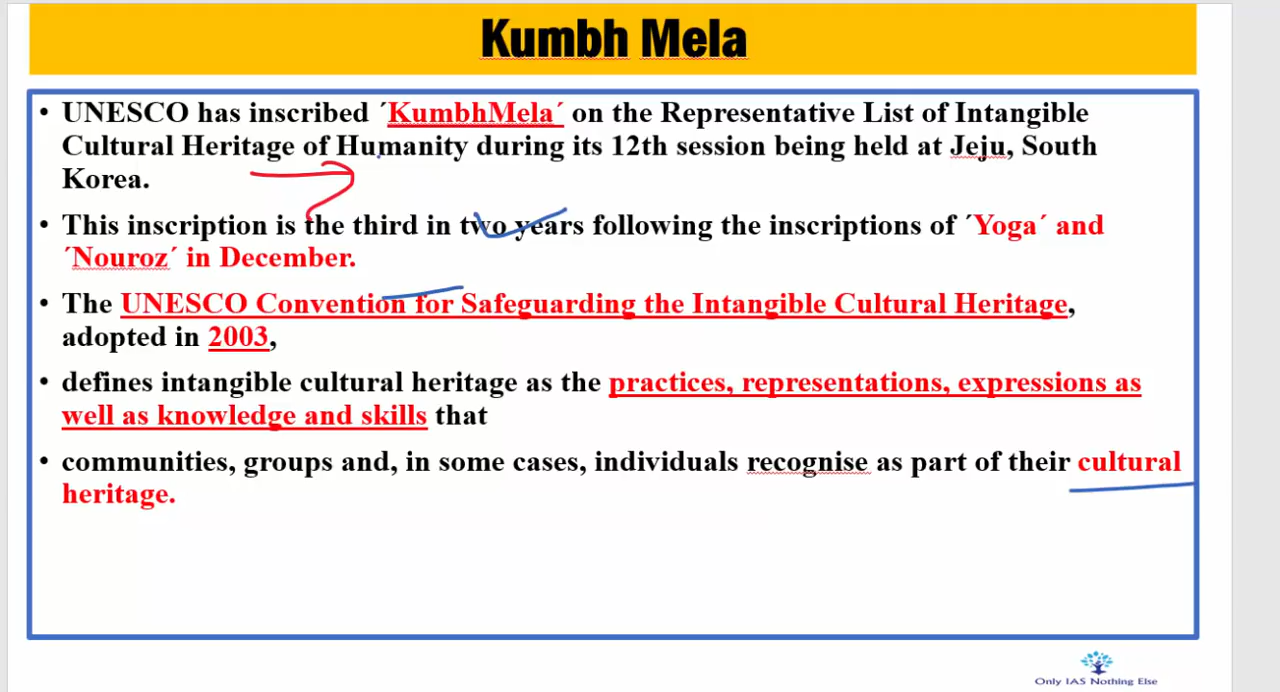 Kumbh Mela
• UNESCO has inscribed ´KumbhMela´ on the Representative List of Intangible
Cultural Heritage of Humanity during its 12th session being held at Jeju, South
Korea.
• This inscription is the third in two years following the inscriptions of ´Yoga´ and
´Nouroz´ in December.
• The UNESCO Convention for Safeguarding the Intangible Cultural Heritage,
adopted in 2003,
• defines intangible cultural heritage as the practices, representations, expressions as
well as knowledge and skills that
• communities, groups and, in some cases, individuals recognise as part of their cultural
heritage.
Only IAS Nothing Else